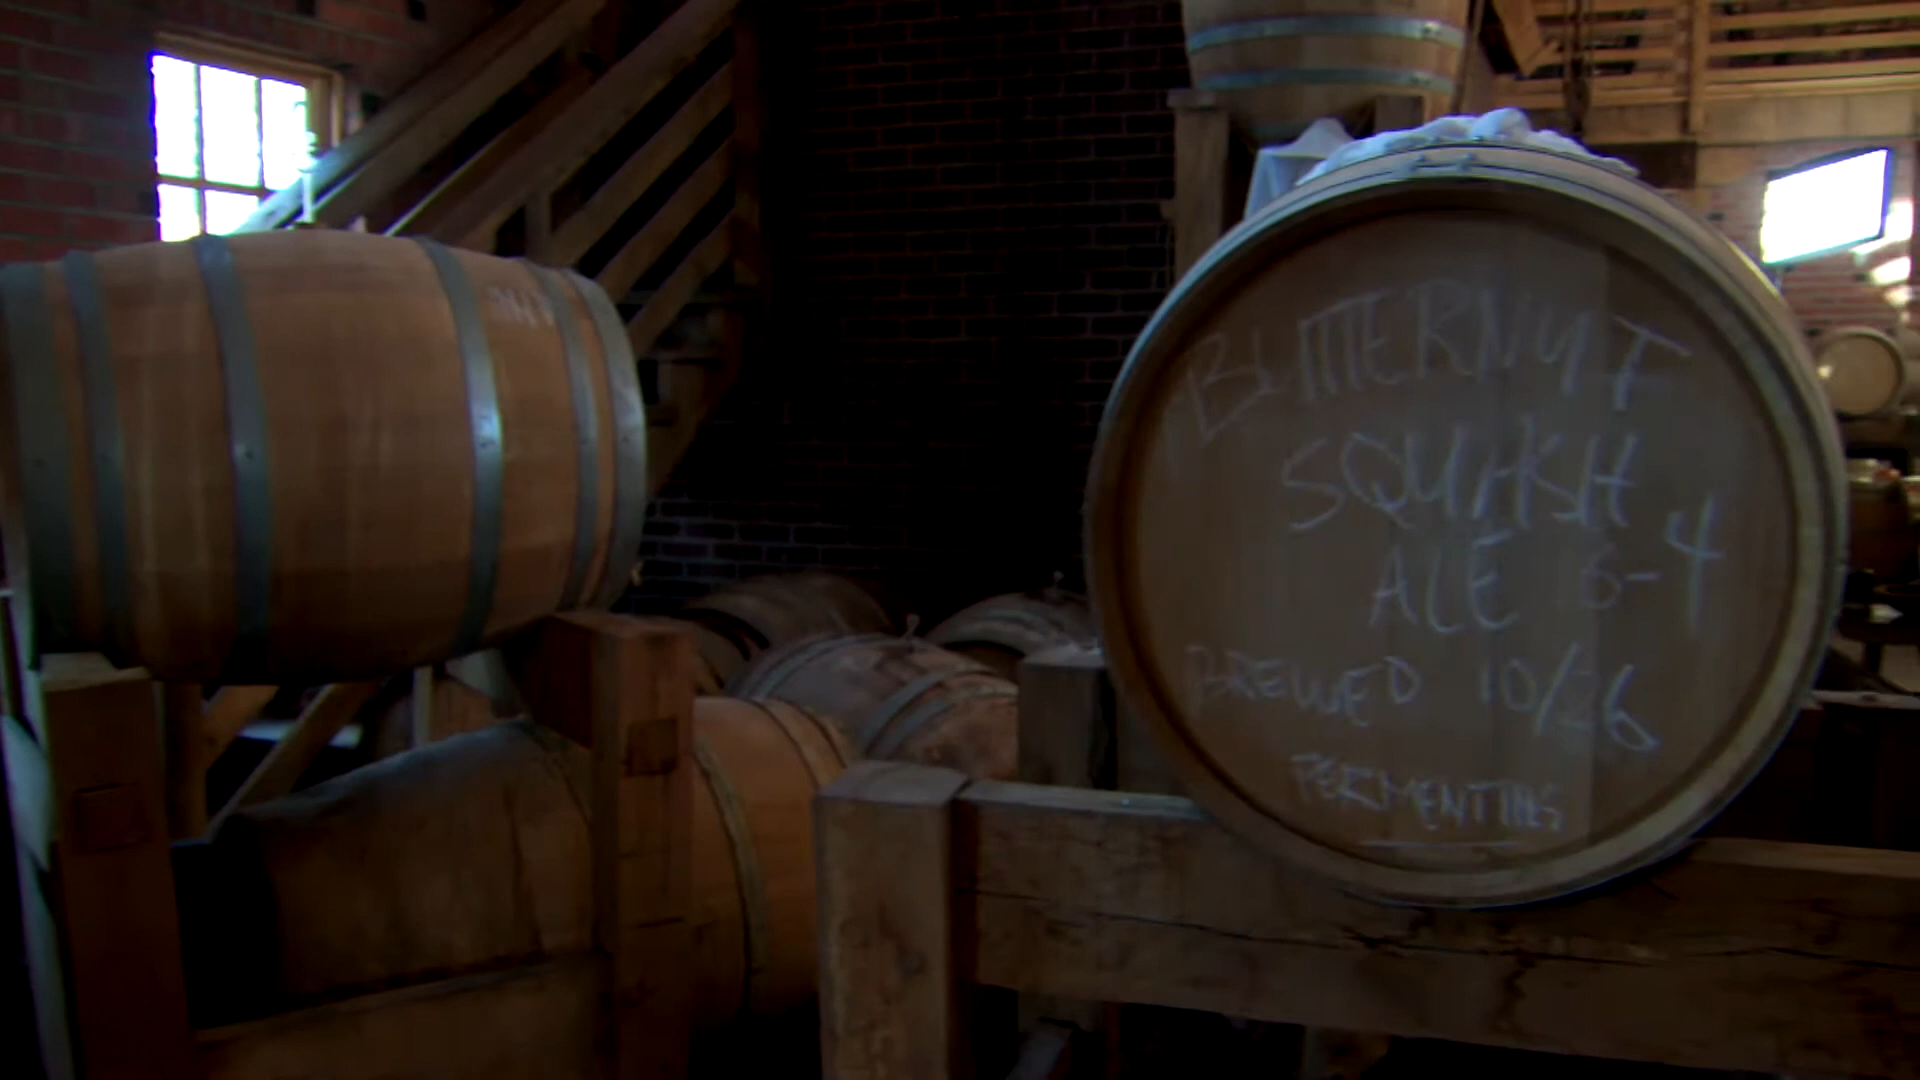 BUTTERNUT
SQUASH
ALE 6-4
BREWED 10/26
FERMENTING